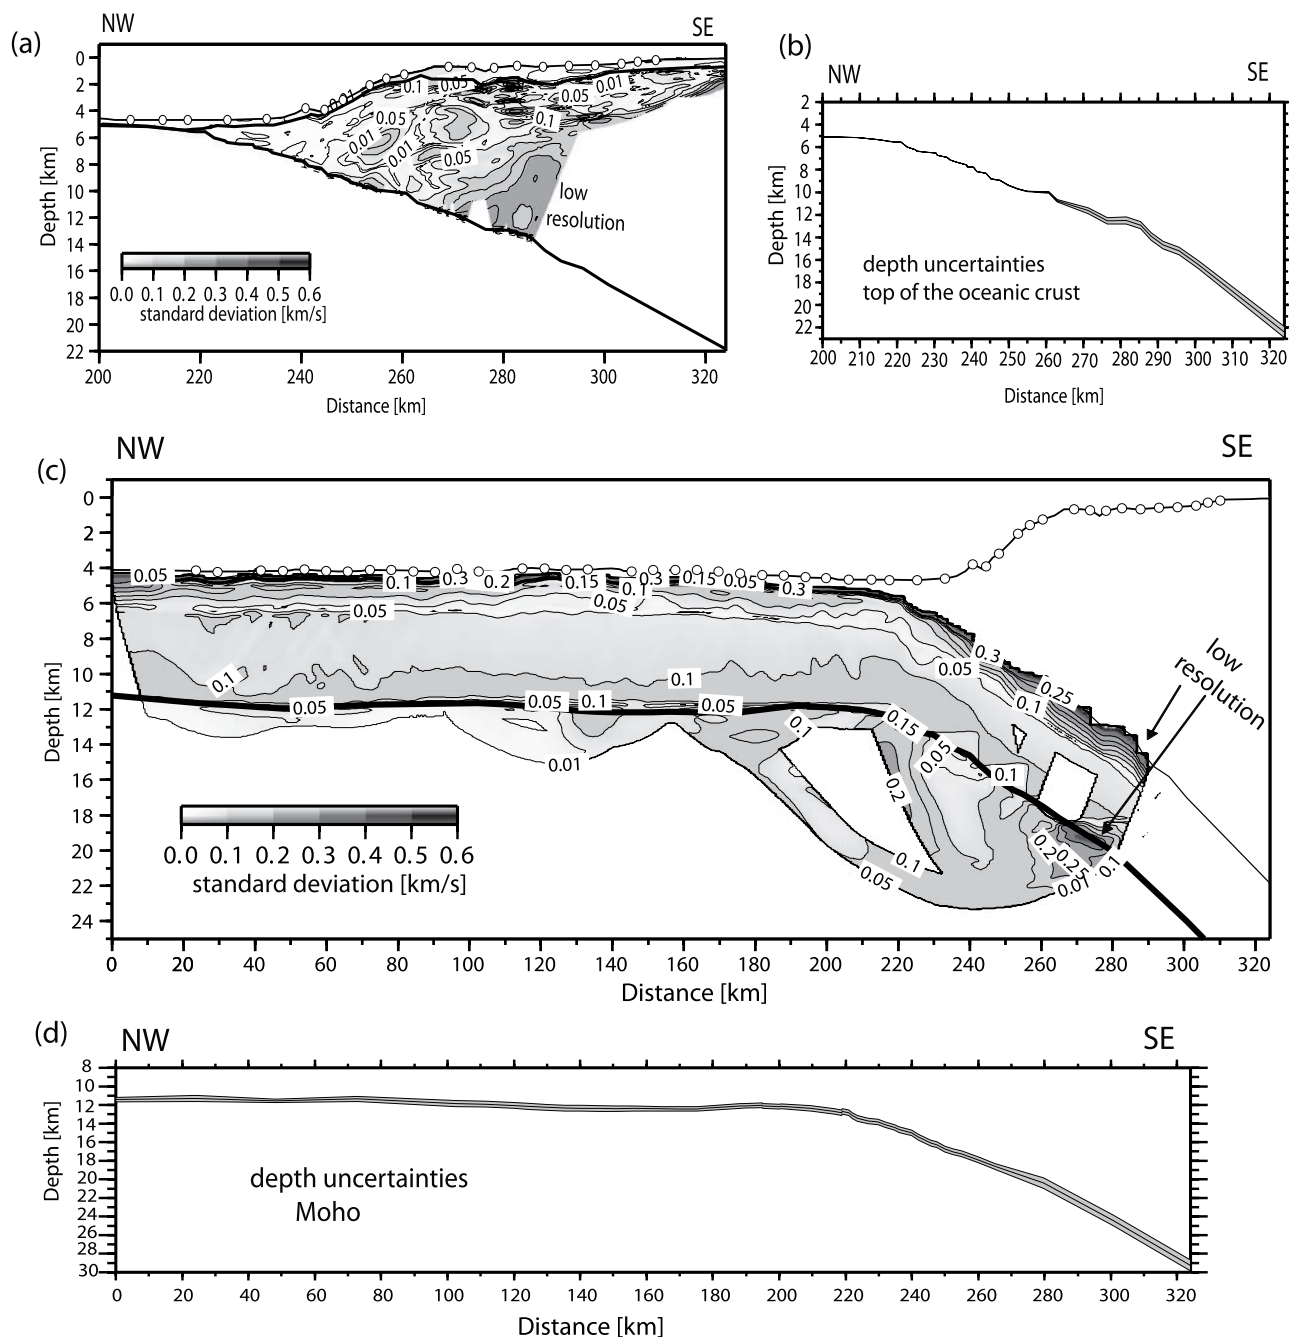 (a)
NW
SE
0
2
4
6
8
10
12
14
16
18
20
22
Depth [km]
0.1
0.05
0.01
0.05
0.05
0.1
0.01
0.01
0.05
low
resolution
0.0 0.1 0.2 0.3 0.4 0.5 0.6
standard deviation [km/s]
200 220 240 260 280 300 320
Distance [km]
(b)
NW
SE
2
4
6
8
10
12
14
16
18
20
22
Depth [km]
depth uncertainties
top of the oceanic crust
200 210 220 230 240 250 260 270 280 290 300 310 320
Distance [km]
(c)
NW
SE
0
2
4
6
8
10
12
14
16
18
20
22
24
Depth [km]
0.05
0.1
0.3
0.2
0.15
0.3
0.1
0.15
0.05
0.3
0.05
0.05
0.3
0.05
0.25
0.1
low
resolution
0.1
0.1
0.05
0.05
0.1
0.05
0.1
0.15
0.05
0.1
0.01
0.2
0.2
0.25
0.07
0.1
0.1
0.05
0.0 0.1 0.2 0.3 0.4 0.5 0.6
standard deviation [km/s]
0 20 40 60 80 100 120 140 160 180 200 220 240 260 280 300 320
Distance [km]
(d)
NW
SE
8
10
12
14
16
18
20
22
24
26
28
30
Depth [km]
depth uncertainties
Moho
0 20 40 60 80 100 120 140 160 180 200 220 240 260 280 300 320
Distance [km]